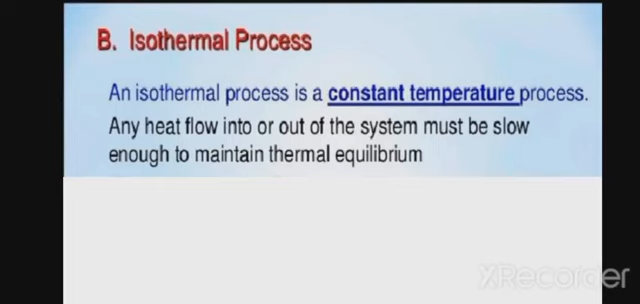 B. Isothermal Process
An isothermal process is a constant temperature process.
Any heat flow into or out of the system must be slow
enough to maintain thermal equilibrium
XRecorder